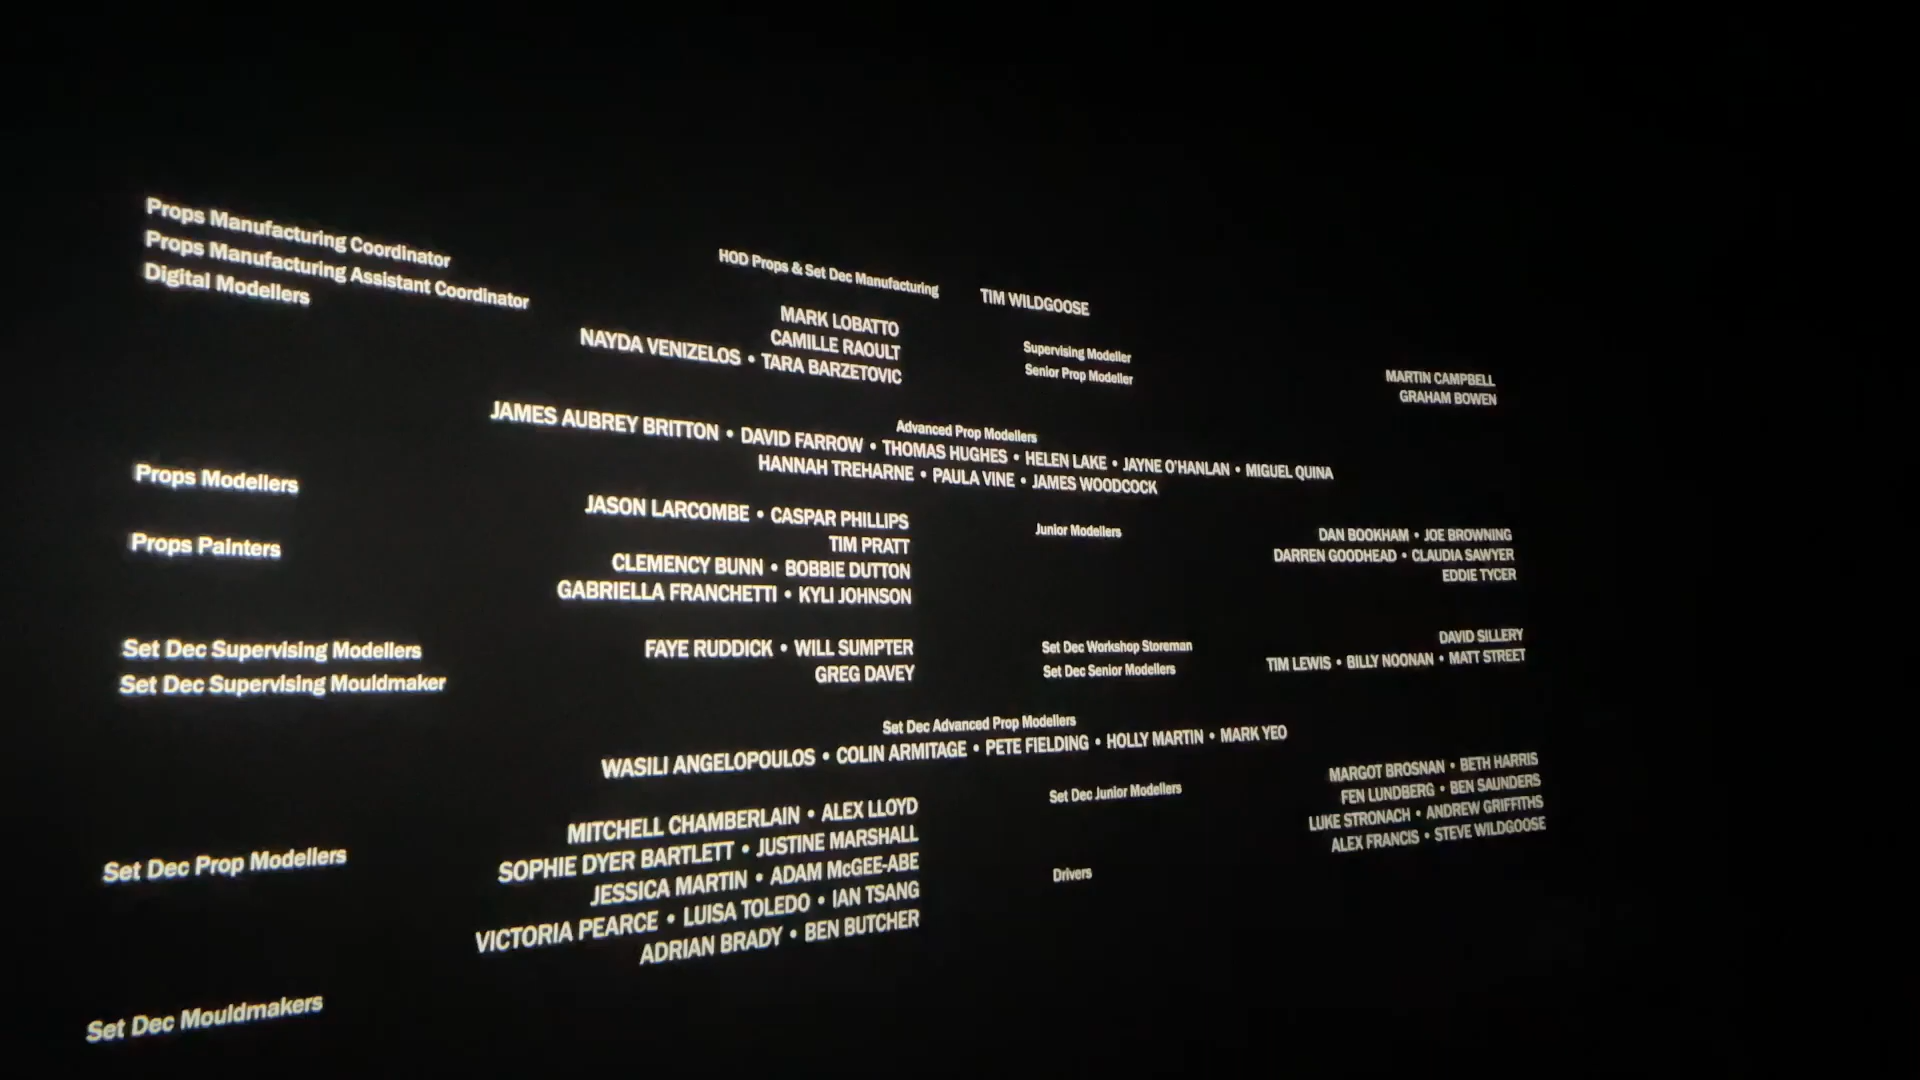 HOD Props & Set Dec Manufacturing TIM WILDGOOSE
Props Manufacturing Coordinator MARK LOBATTO
Props Manufacturing Assistant Coordinator CAMILLE RAOULT
Digital Modellers NAYDA VENIZELOS • TARA BARZETOVIC
Supervising Modeller MARTIN CAMPBELL
Senior Prop Modeller GRAHAM BOWEN
Advanced Prop Modellers
JAMES AUBREY BRITTON • DAVID FARROW • THOMAS HUGHES • HELEN LAKE • JAYNE O'HANLAN • MIGUEL QUINA
HANNAH TREHARNE • PAULA VINE • JAMES WOODCOCK
Props Modellers JASON LARCOMBE • CASPAR PHILLIPS
TIM PRATT
Props Painters CLEMENCY BUNN • BOBBIE DUTTON
GABRIELLA FRANCHETTI • KYLI JOHNSON
Junior Modellers DAN BOOKHAM • JOE BROWNING
DARREN GOODHEAD • CLAUDIA SAWYER
EDDIE TYCER
Set Dec Supervising Modellers FAYE RUDDICK • WILL SUMPTER
Set Dec Supervising Mouldmaker GREG DAVEY
Set Dec Workshop Storeman DAVID SILLERY
Set Dec Senior Modellers TIM LEWIS • BILLY NOONAN • MATT STREET
Set Dec Advanced Prop Modellers
WASILI ANGELOPOULOS • COLIN ARMITAGE • PETE FIELDING • HOLLY MARTIN • MARK YEO
Set Dec Prop Modellers MITCHELL CHAMBERLAIN • ALEX LLOYD
SOPHIE DYER BARTLETT • JUSTINE MARSHALL
JESSICA MARTIN • ADAM McGEE-ABE
VICTORIA PEARCE • LUISA TOLEDO • IAN TSANG
Set Dec Mouldmakers ADRIAN BRADY • BEN BUTCHER
Set Dec Junior Modellers MARGOT BROSNAN • BETH HARRIS
FEN LUNDBERG • BEN SAUNDERS
Drivers LUKE STRONACH • ANDREW GRIFFITHS
ALEX FRANCIS • STEVE WILDGOOSE